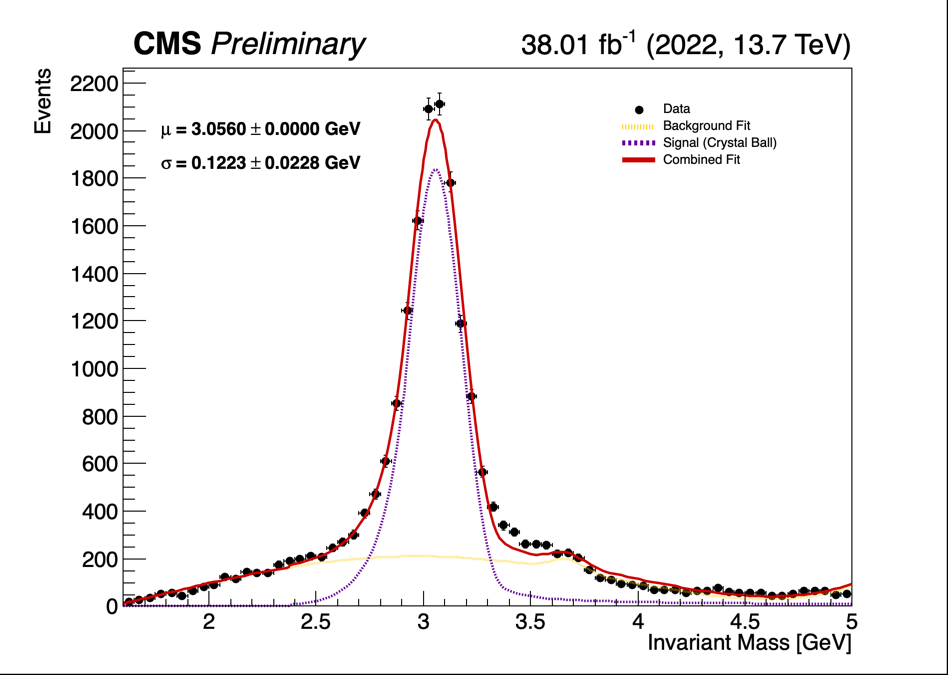 CMS Preliminary 38.01 fb⁻¹ (2022, 13.7 TeV)
Events
2200
2000
1800
1600
1400
1200
1000
800
600
400
200
0
μ = 3.0560 ± 0.0000 GeV
σ = 0.1223 ± 0.0228 GeV
Data
Background Fit
Signal (Crystal Ball)
Combined Fit
2 2.5 3 3.5 4 4.5 5
Invariant Mass [GeV]